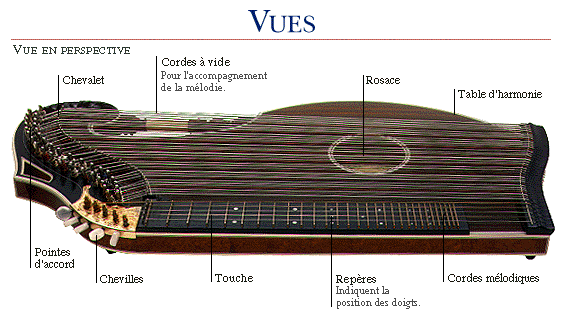 VUES
VUE EN PERSPECTIVE
Cordes à vide
Pour l'accompagnement
de la mélodie.
Chevalet
Rosace
Table d'harmonie
Pointes
d'accord
Chevilles
Touche
Repères
Indiquent la
position des doigts.
Cordes mélodiques